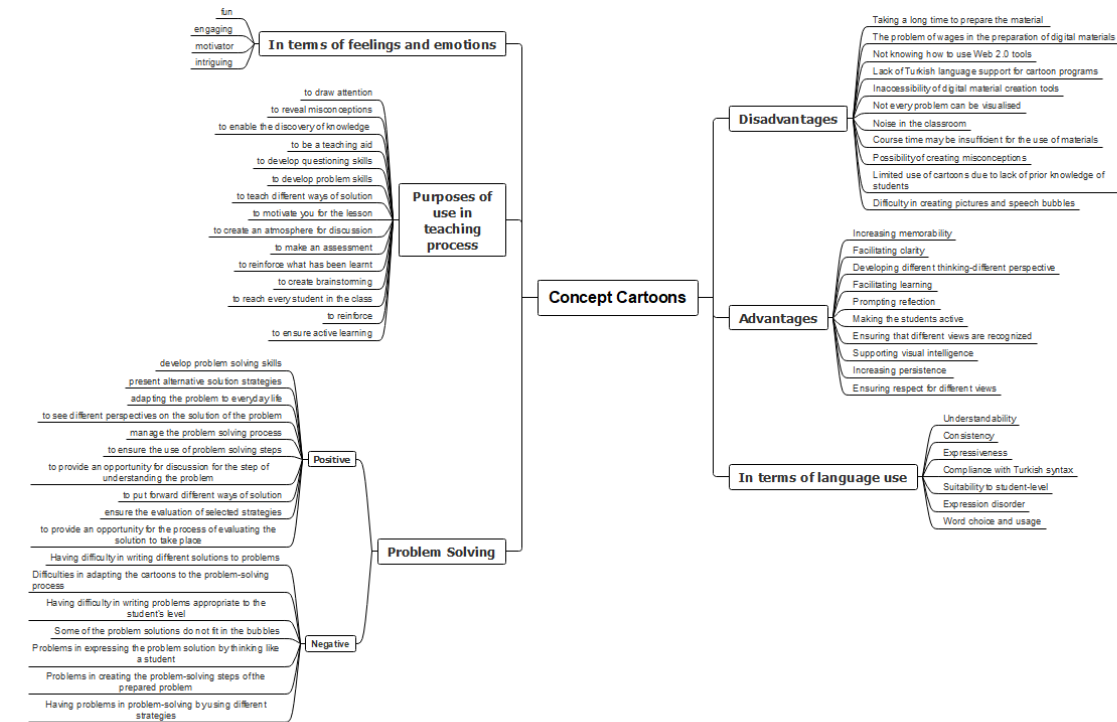 fun
engaging
motivator
intriguing
In terms of feelings and emotions
to draw attention
to reveal misconceptions
to enable the discovery of knowledge
to be a teaching aid
to develop questioning skills
to develop problem skills
to teach different ways of solution
to motivate you for the lesson
to create an atmosphere for discussion
to make an assessment
to reinforce what has been learnt
to create brainstorming
to reach every student in the class
to reinforce
to ensure active learning
Purposes of
use in
teaching
process
develop problem solving skills
present alternative solution strategies
adapting the problem to everyday life
to see different perspectives on the solution of the problem
manage the problem solving process
to ensure the use of problem solving steps
to provide an opportunity for discussion for the step of
understanding the problem
to put forward different ways of solution
ensure the evaluation of selected strategies
to provide an opportunity for the process of evaluating the
solution to take place
Positive
Having difficulty in writing different solutions to problems
Difficulties in adapting the cartoons to the problem-solving
process
Having difficulty in writing problems appropriate to the
student's level
Some of the problem solutions do not fit in the bubbles
Problems in expressing the problem solution by thinking like
a student
Problems in creating the problem-solving steps of the
prepared problem
Having problems in problem-solving by using different
strategies
Negative
Problem Solving
Concept Cartoons
Disadvantages
Taking a long time to prepare the material
The problem of wages in the preparation of digital materials
Not knowing how to use Web 2.0 tools
Lack of Turkish language support for cartoon programs
Inaccessibility of digital material creation tools
Not every problem can be visualised
Noise in the classroom
Course time may be insufficient for the use of materials
Possibility of creating misconceptions
Limited use of cartoons due to lack of prior knowledge of
students
Difficulty in creating pictures and speech bubbles
Advantages
Increasing memorability
Facilitating clarity
Developing different thinking-different perspective
Facilitating learning
Prompting reflection
Making the students active
Ensuring that different views are recognized
Supporting visual intelligence
Increasing persistence
Ensuring respect for different views
In terms of language use
Understandability
Consistency
Expressiveness
Compliance with Turkish syntax
Suitability to student-level
Expression disorder
Word choice and usage